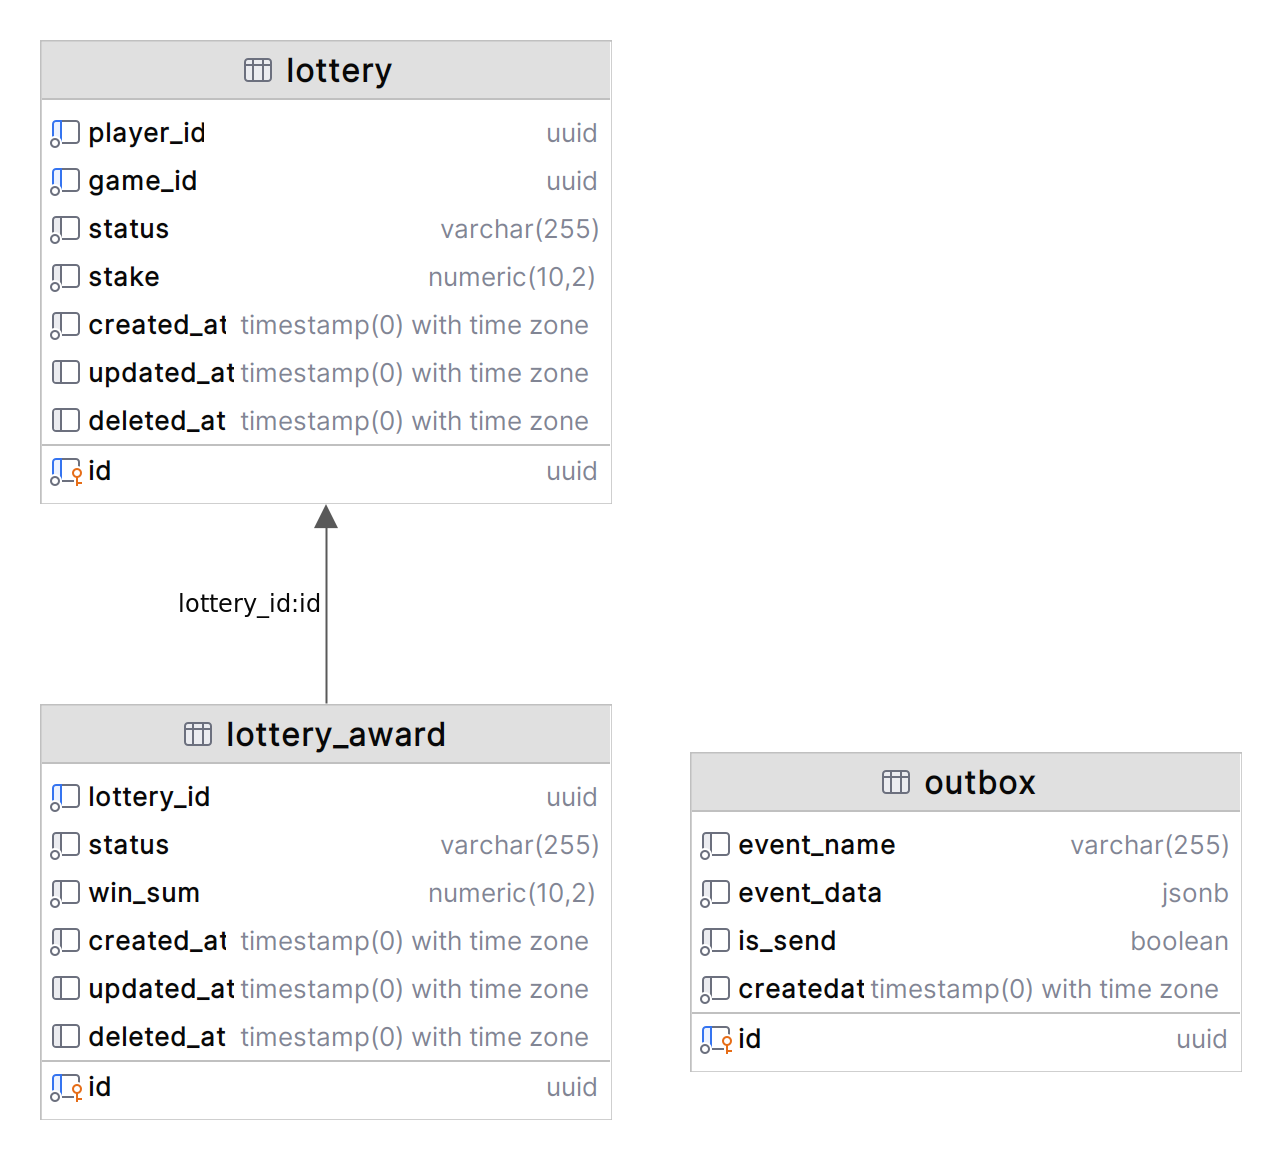 lottery
player_id uuid
game_id uuid
status varchar(255)
stake numeric(10,2)
created_at timestamp(0) with time zone
updated_at timestamp(0) with time zone
deleted_at timestamp(0) with time zone
id uuid
lottery_id:id
lottery_award
lottery_id uuid
status varchar(255)
win_sum numeric(10,2)
created_at timestamp(0) with time zone
updated_at timestamp(0) with time zone
deleted_at timestamp(0) with time zone
id uuid
outbox
event_name varchar(255)
event_data jsonb
is_send boolean
createdat timestamp(0) with time zone
id uuid